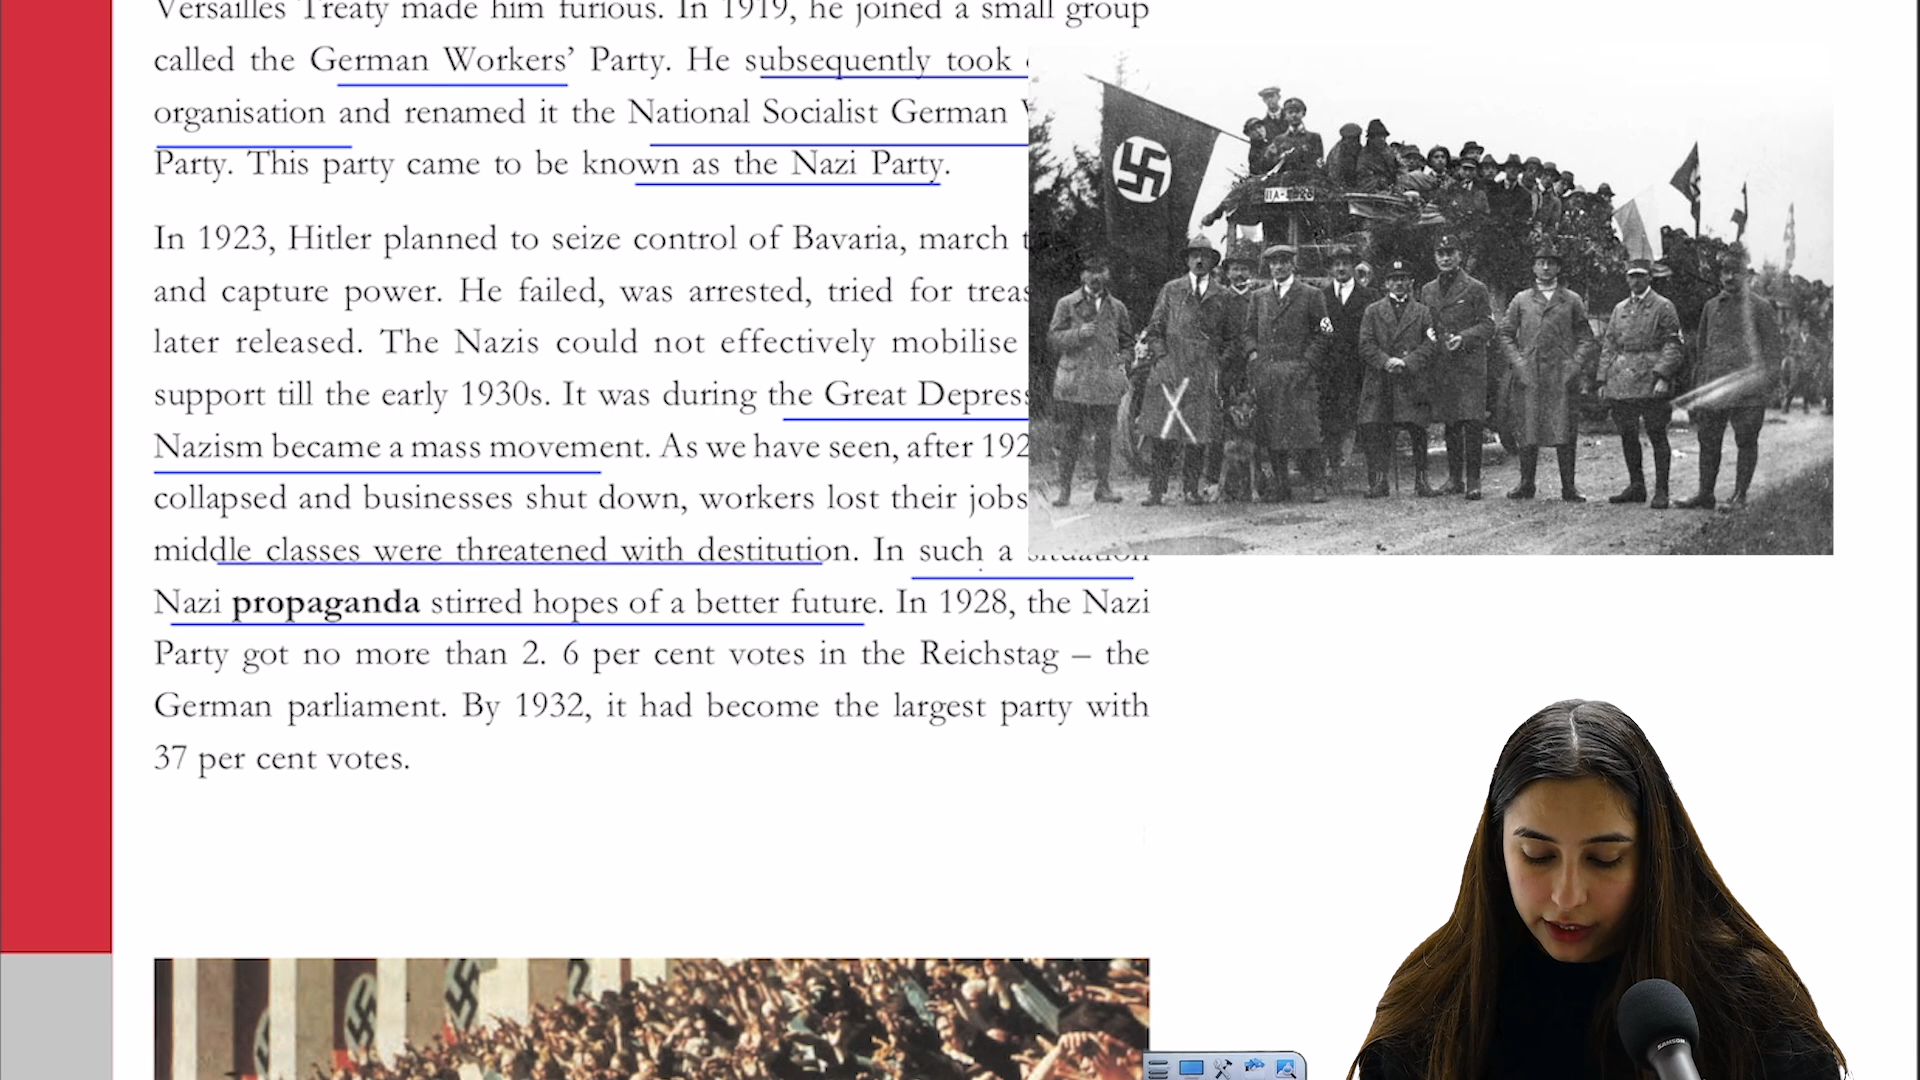 Versailles Treaty made him furious. In 1919, he joined a small group
called the German Workers’ Party. He subsequently took
organisation and renamed it the National Socialist German
Party. This party came to be known as the Nazi Party.
In 1923, Hitler planned to seize control of Bavaria, march
and capture power. He failed, was arrested, tried for
later released. The Nazis could not effectively mobilise
support till the early 1930s. It was during the Great
Nazism became a mass movement. As we have seen, after
collapsed and businesses shut down, workers lost their jobs
middle classes were threatened with destitution. In such a situation
Nazi propaganda stirred hopes of a better future. In 1928, the Nazi
Party got no more than 2. 6 per cent votes in the Reichstag – the
German parliament. By 1932, it had become the largest party with
37 per cent votes.
SAMSON